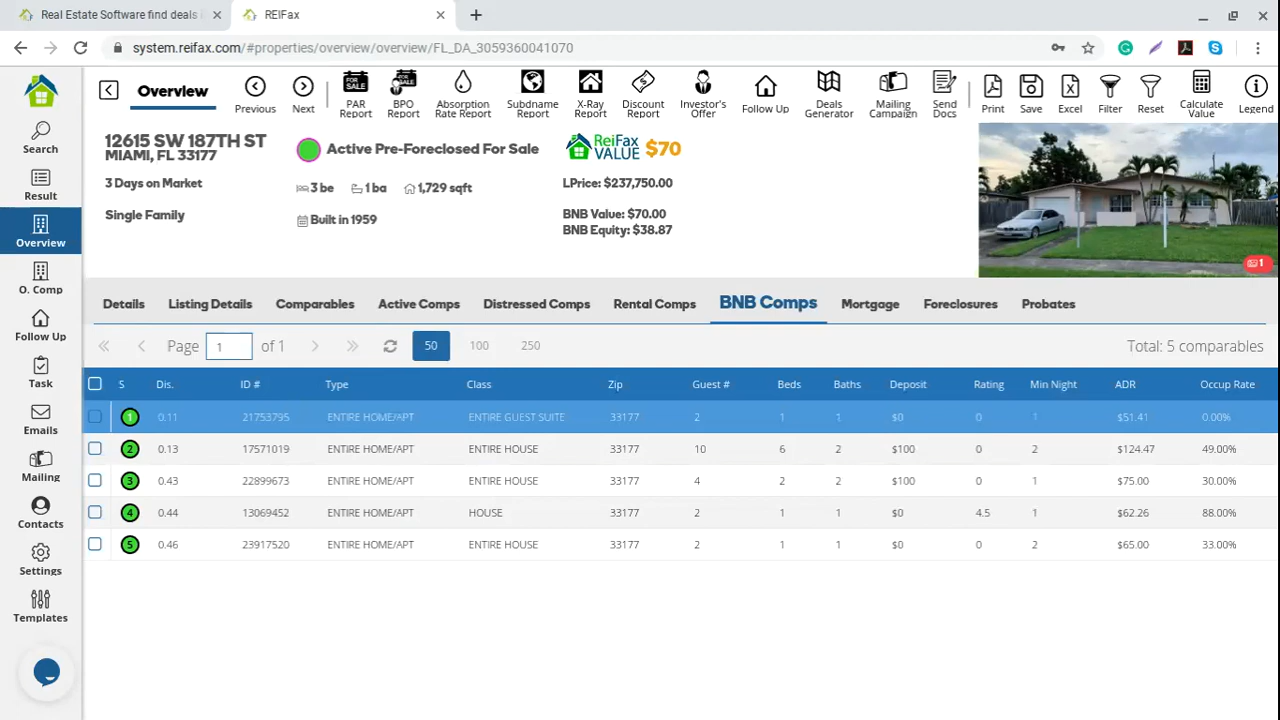 Real Estate Software find deals i
REIFax
system.reifax.com/#properties/overview/overview/FL_DA_3059360041070
Overview
Previous
Next
PAR Report
BPO Report
Absorption Rate Report
Subdname Report
X-Ray Report
Discount Report
Investor's Offer
Follow Up
Deals Generator
Mailing Campaign
Send Docs
Print
Save
Excel
Filter
Reset
Calculate Value
Legend
Search
Result
Overview
O. Comp
Follow Up
Task
Emails
Mailing
Contacts
Settings
Templates
12615 SW 187TH ST
MIAMI, FL 33177
3 Days on Market
Single Family
Active Pre-Foreclosed For Sale
3 be 1 ba 1,729 sqft
Built in 1959
ReiFax VALUE $70
LPrice: $237,750.00
BNB Value: $70.00
BNB Equity: $38.87
1
Details Listing Details Comparables Active Comps Distressed Comps Rental Comps BNB Comps Mortgage Foreclosures Probates
Page 1 of 1 50 100 250 Total: 5 comparables
S Dis. ID # Type Class Zip Guest # Beds Baths Deposit Rating Min Night ADR Occup Rate
1 0.11 21753795 ENTIRE HOME/APT ENTIRE GUEST SUITE 33177 2 1 1 $0 0 1 $51.41 0.00%
2 0.13 17571019 ENTIRE HOME/APT ENTIRE HOUSE 33177 10 6 2 $100 0 2 $124.47 49.00%
3 0.43 22899673 ENTIRE HOME/APT ENTIRE HOUSE 33177 4 2 2 $100 0 1 $75.00 30.00%
4 0.44 13069452 ENTIRE HOME/APT HOUSE 33177 2 1 1 $0 4.5 1 $62.26 88.00%
5 0.46 23917520 ENTIRE HOME/APT ENTIRE HOUSE 33177 2 1 1 $0 0 2 $65.00 33.00%